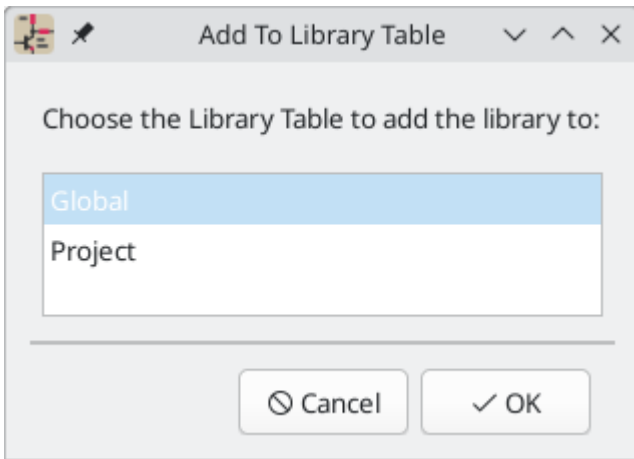 Add To Library Table
Choose the Library Table to add the library to:
Global
Project
Cancel
OK